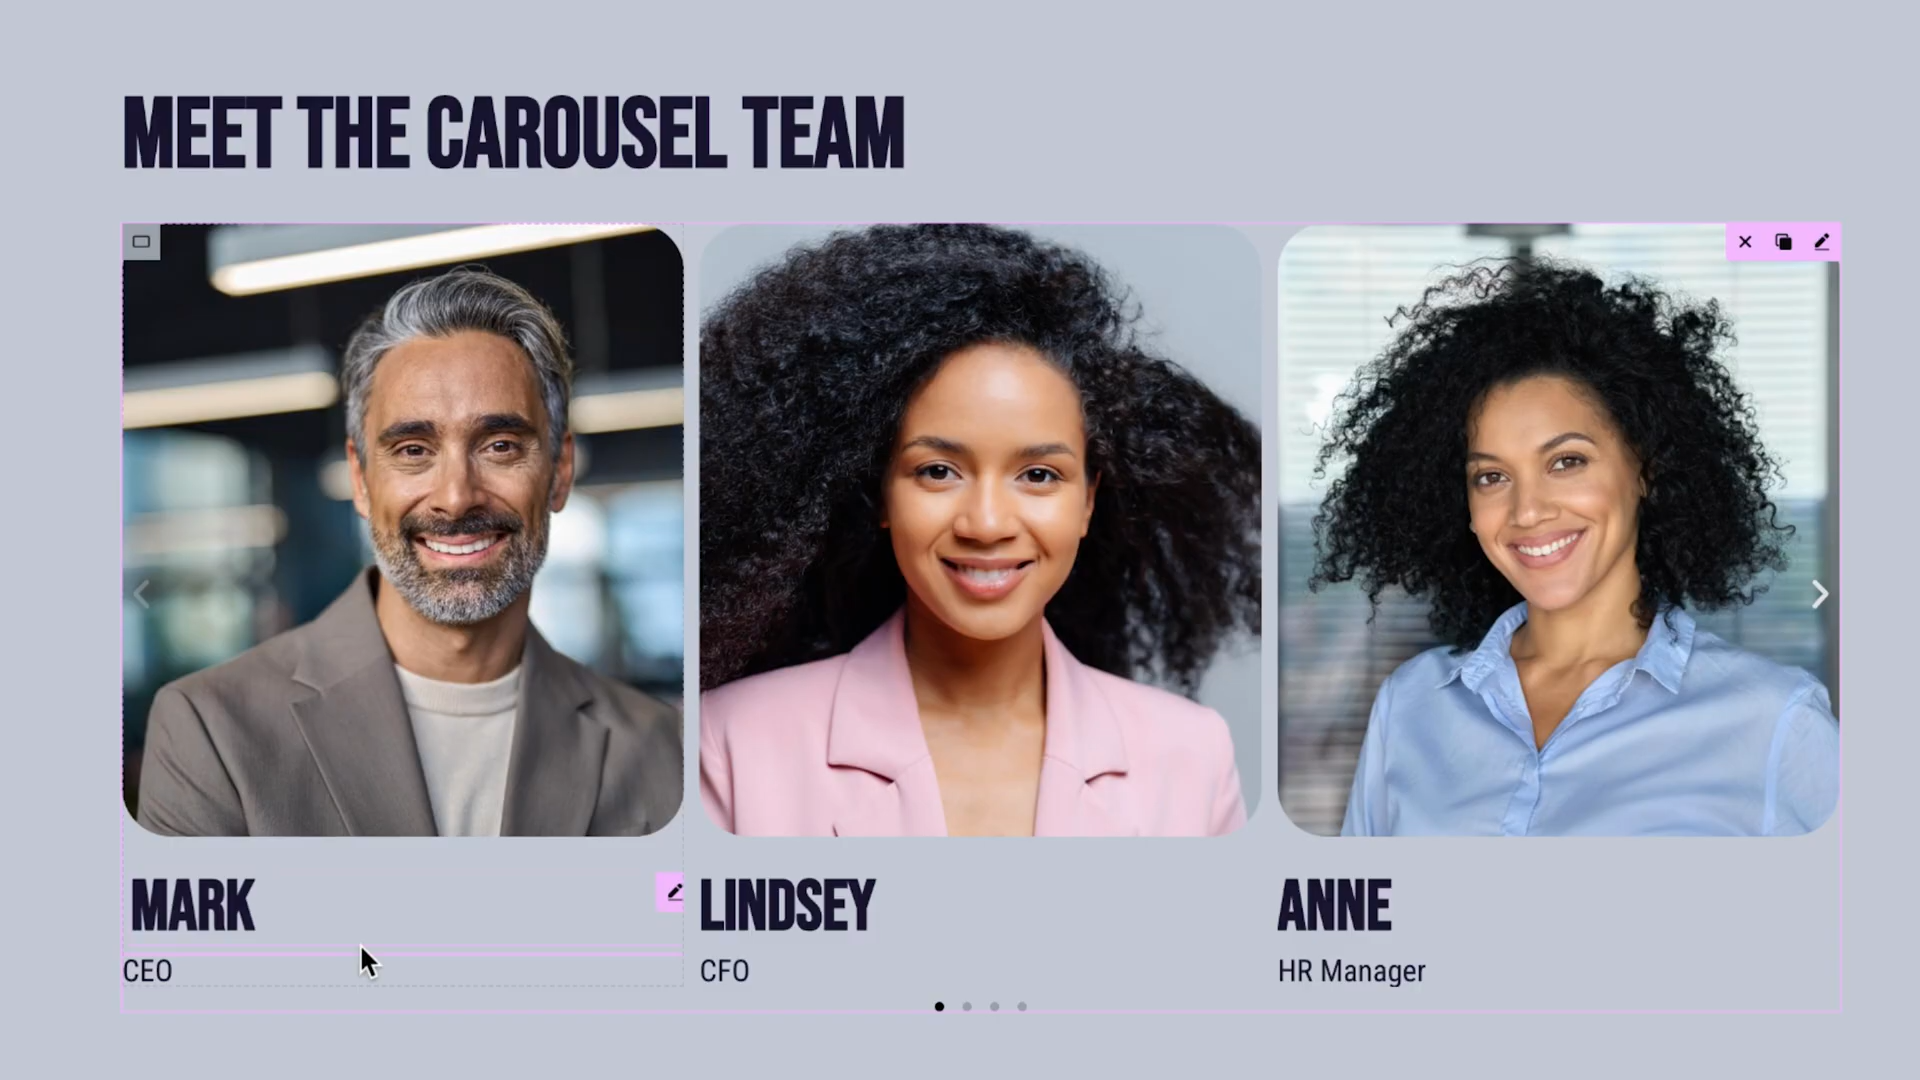 MEET THE CAROUSEL TEAM
MARK
CEO
LINDSEY
CFO
ANNE
HR Manager